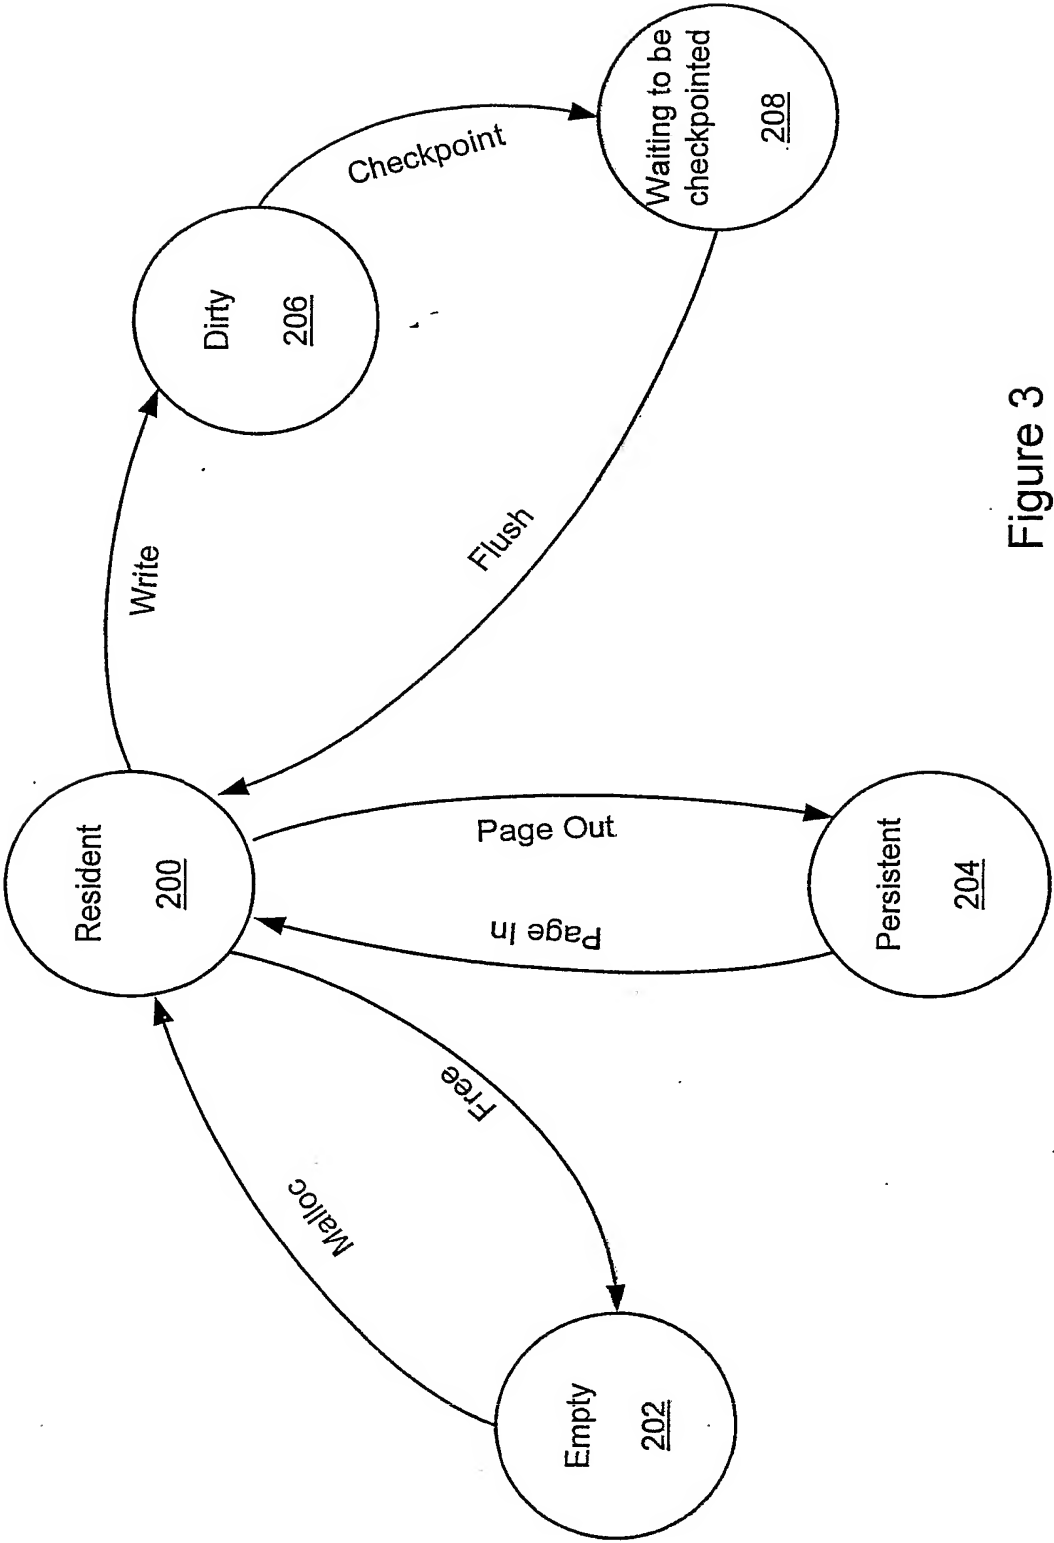 Resident
200
Write
Dirty
206
Checkpoint
Waiting to be
checkpointed
208
Flush
Page Out
Page In
Persistent
204
Free
Malloc
Empty
202
Figure 3